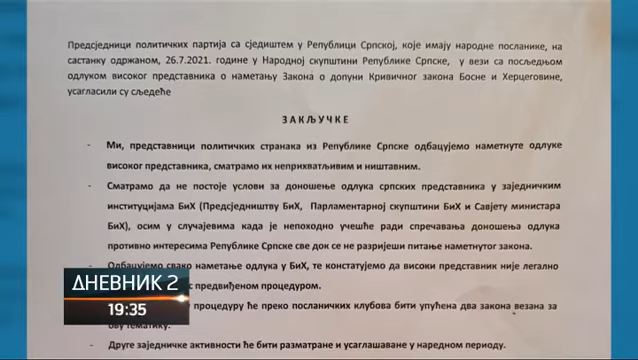 Предсједници политичких партија са сједиштем у Републици Српској, које имају народне посланике, на
састанку одржаном, 26.7.2021. године у Народној скупштини Републике Српске, у вези са посљедњом
одлуком високог представника о наметању Закона о допуни Кривичног закона Босне и Херцеговине,
усагласили су сљедеће
ЗАКЉУЧКЕ
- Ми, представници политичких странака из Републике Српске одбацујемо наметнуте одлуке
високог представника, сматрамо их неприхватљивим и ништавним.
- Сматрамо да не постоје услови за доношење одлука српских представника у заједничким
институцијама БиХ (Предсједништву БиХ, Парламентарној скупштини БиХ и Савјету министара
БиХ), осим у случајевима када је непоходно учешће ради спречавања доношења одлука
противно интересима Републике Српске све док се не разријеши питање наметнутог закона.
- Одбацујемо свако наметање одлука у БиХ, те констатујемо да високи представник није легално
с предвиђеном процедуром.
процедуру ће преко посланичких клубова бити упућена два закона везана за
ову тематику.
- Друге заједничке активности ће бити разматране и усаглашаване у наредном периоду.
ДНЕВНИК 2
19:35